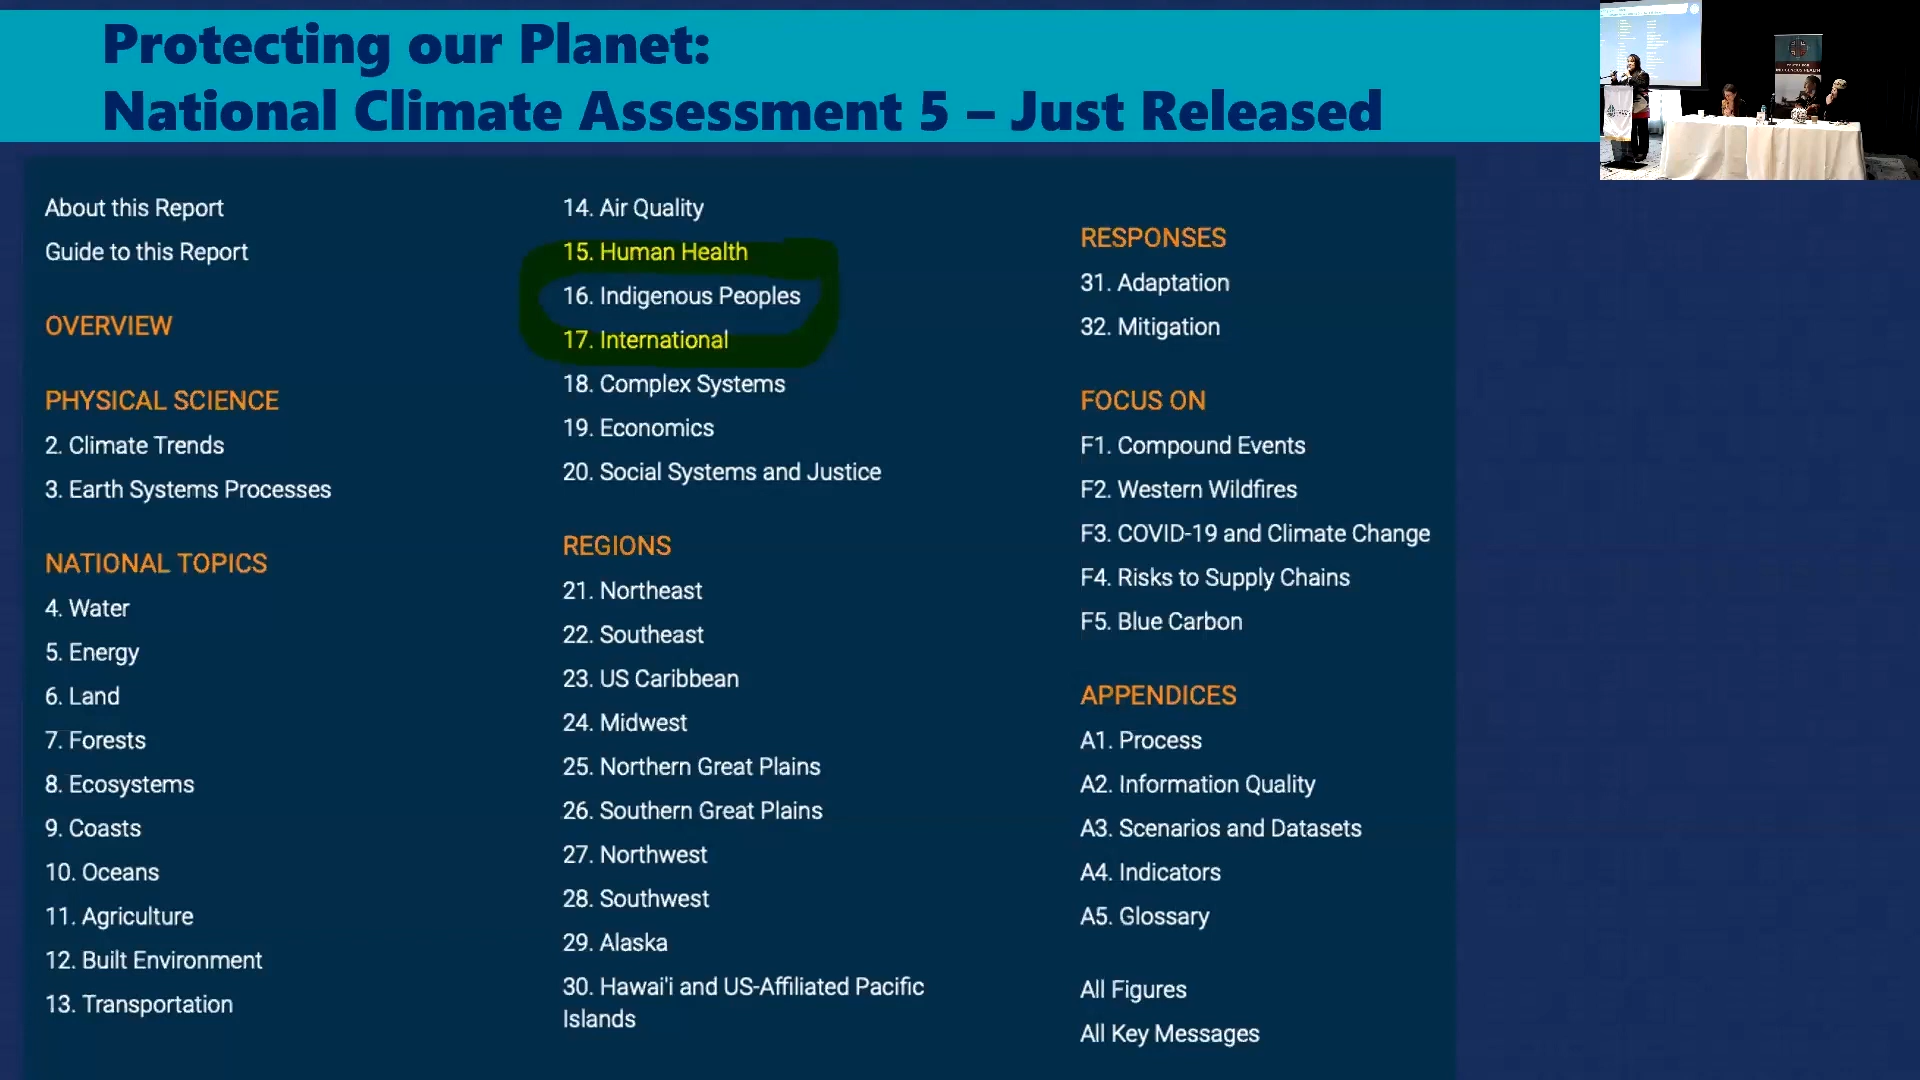 Protecting our Planet:
National Climate Assessment 5 – Just Released
About this Report
Guide to this Report
OVERVIEW
PHYSICAL SCIENCE
2. Climate Trends
3. Earth Systems Processes
NATIONAL TOPICS
4. Water
5. Energy
6. Land
7. Forests
8. Ecosystems
9. Coasts
10. Oceans
11. Agriculture
12. Built Environment
13. Transportation
14. Air Quality
15. Human Health
16. Indigenous Peoples
17. International
18. Complex Systems
19. Economics
20. Social Systems and Justice
REGIONS
21. Northeast
22. Southeast
23. US Caribbean
24. Midwest
25. Northern Great Plains
26. Southern Great Plains
27. Northwest
28. Southwest
29. Alaska
30. Hawai'i and US-Affiliated Pacific
Islands
RESPONSES
31. Adaptation
32. Mitigation
FOCUS ON
F1. Compound Events
F2. Western Wildfires
F3. COVID-19 and Climate Change
F4. Risks to Supply Chains
F5. Blue Carbon
APPENDICES
A1. Process
A2. Information Quality
A3. Scenarios and Datasets
A4. Indicators
A5. Glossary
All Figures
All Key Messages
INDIGENOUS HEALTH